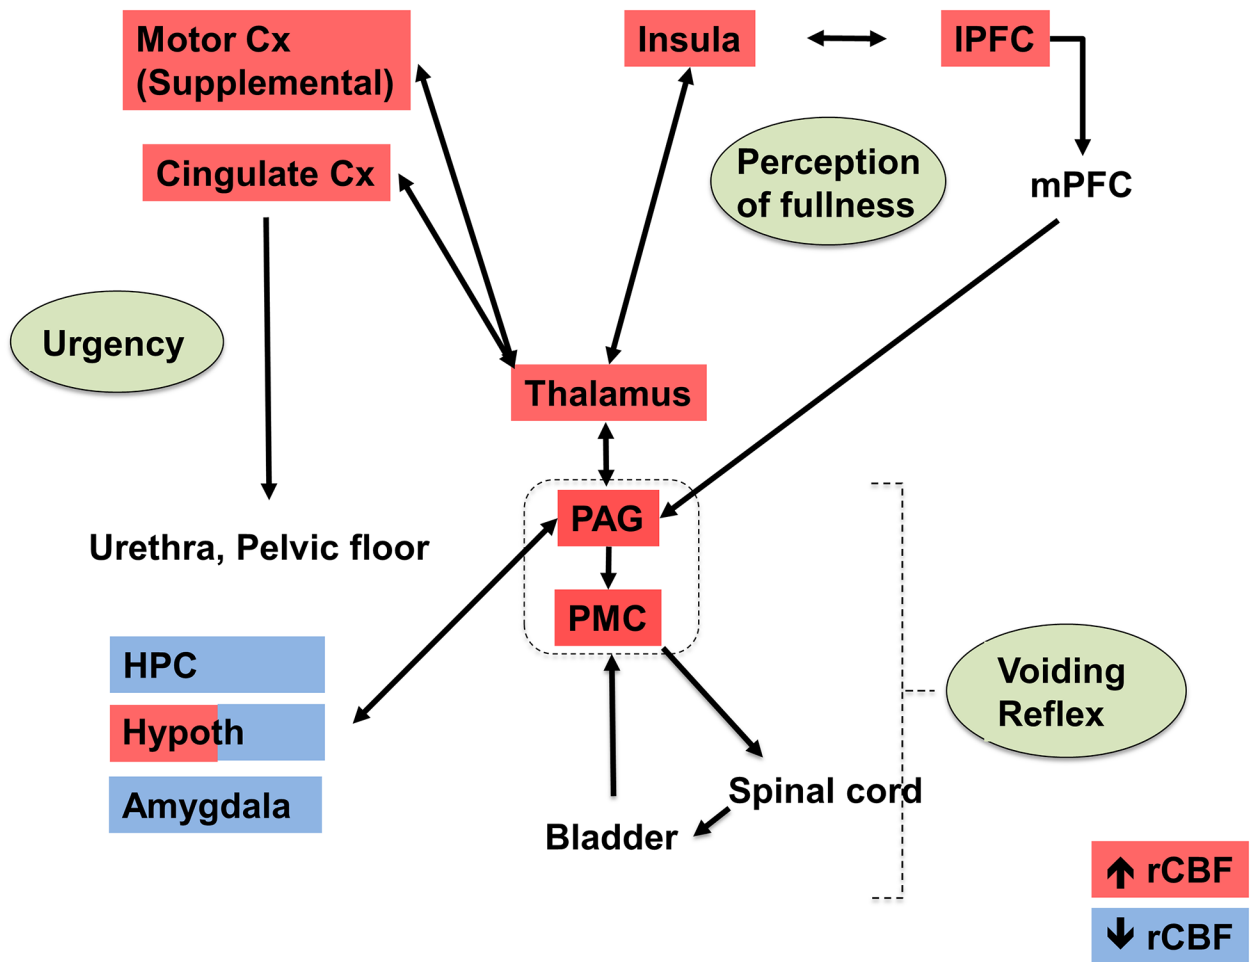 Motor Cx
(Supplemental)
Insula
lPFC
Cingulate Cx
Perception
of fullness
mPFC
Urgency
Thalamus
PAG
Urethra, Pelvic floor
PMC
HPC
Hypoth
Amygdala
Voiding
Reflex
Spinal cord
Bladder
↑ rCBF
↓ rCBF